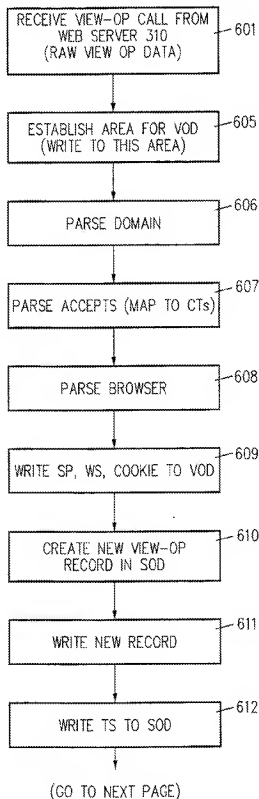 RECEIVE VIEW-OP CALL FROM
WEB SERVER 310
(RAW VIEW OP DATA)
601
ESTABLISH AREA FOR VOD
(WRITE TO THIS AREA)
605
PARSE DOMAIN
606
PARSE ACCEPTS (MAP TO CTs)
607
PARSE BROWSER
608
WRITE SP, WS, COOKIE TO VOD
609
CREATE NEW VIEW-OP
RECORD IN SOD
610
WRITE NEW RECORD
611
WRITE TS TO SOD
612
(GO TO NEXT PAGE)